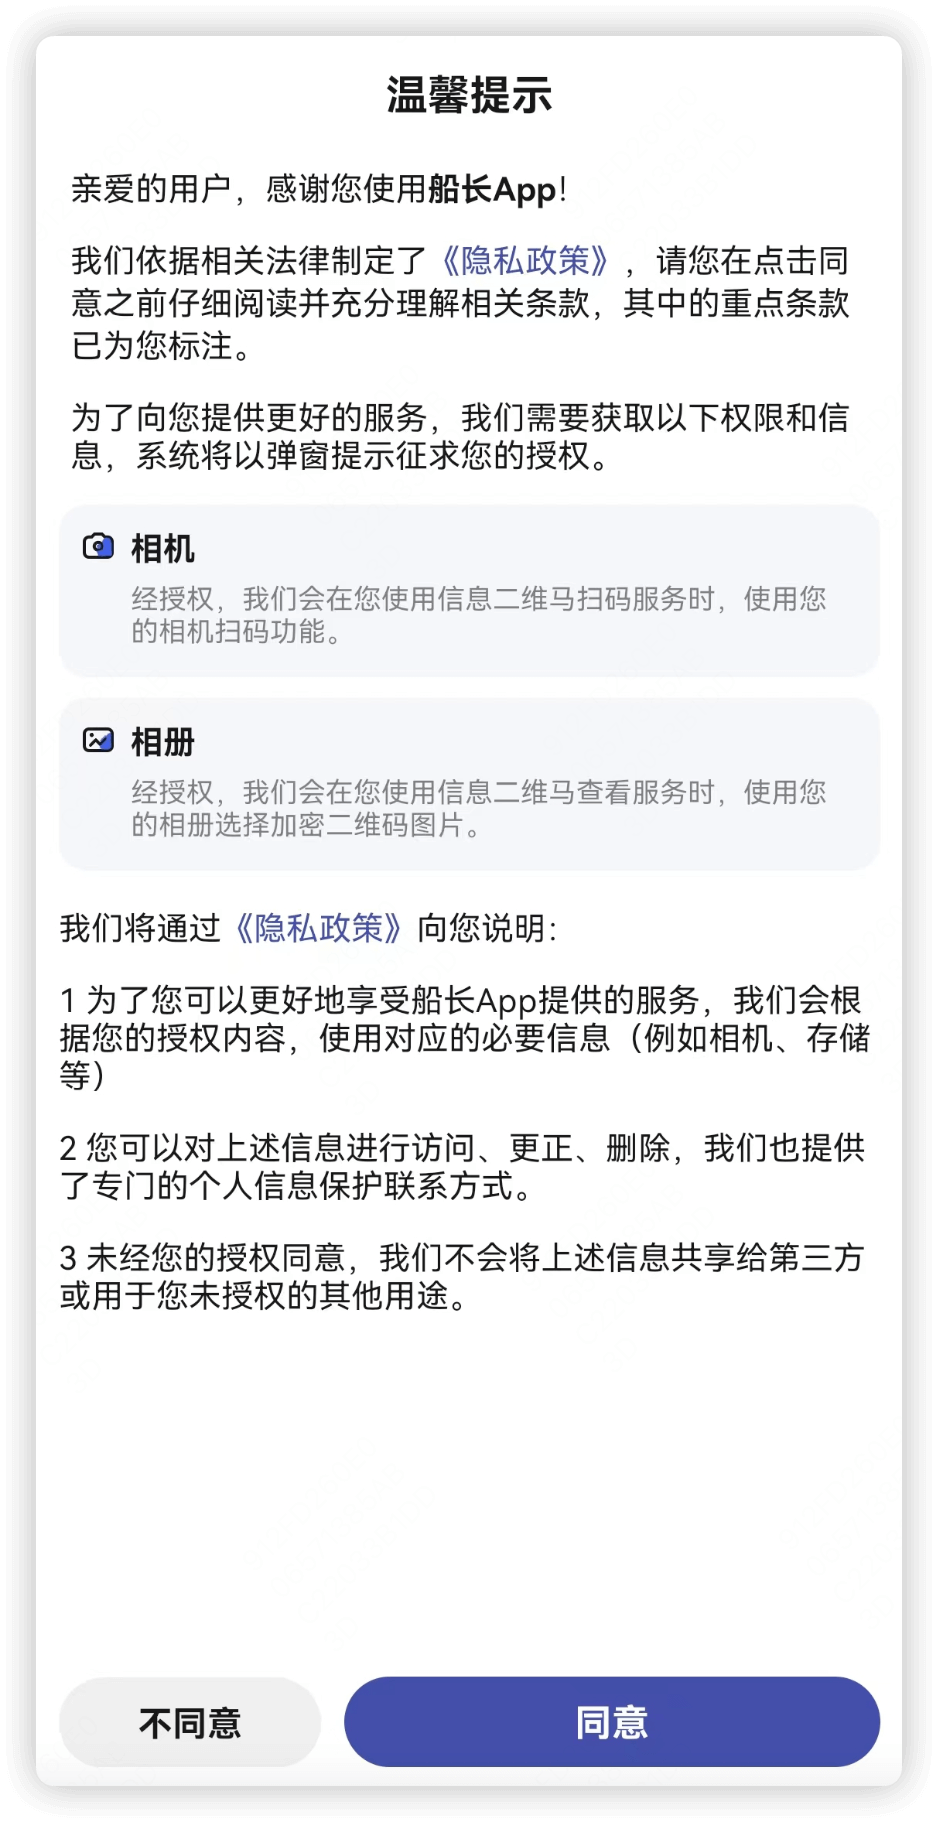 温馨提示
亲爱的用户，感谢您使用船长App！
我们依据相关法律制定了《隐私政策》，请您在点击同
意之前仔细阅读并充分理解相关条款，其中的重点条款
已为您标注。
为了向您提供更好的服务，我们需要获取以下权限和信
息，系统将以弹窗提示征求您的授权。
相机
经授权，我们会在您使用信息二维马扫码服务时，使用您
的相机扫码功能。
相册
经授权，我们会在您使用信息二维马查看服务时，使用您
的相册选择加密二维码图片。
我们将通过《隐私政策》向您说明：
1 为了您可以更好地享受船长App提供的服务，我们会根
据您的授权内容，使用对应的必要信息（例如相机、存储
等）
2 您可以对上述信息进行访问、更正、删除，我们也提供
了专门的个人信息保护联系方式。
3 未经您的授权同意，我们不会将上述信息共享给第三方
或用于您未授权的其他用途。
不同意
同意